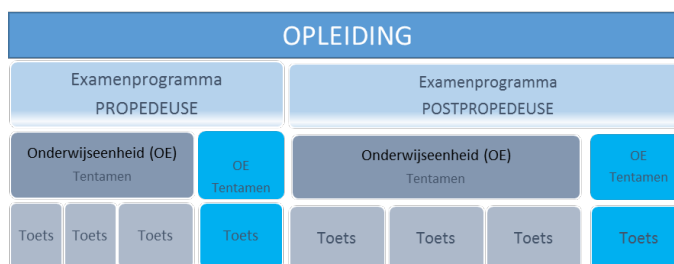 OPLEIDING
Examenprogramma
PROPEDEUSE
Examenprogramma
POSTPROPEDEUSE
Onderwijseenheid (OE)
Tentamen
OE
Tentamen
Onderwijseenheid (OE)
Tentamen
OE
Tentamen
Toets Toets Toets Toets Toets Toets Toets Toets